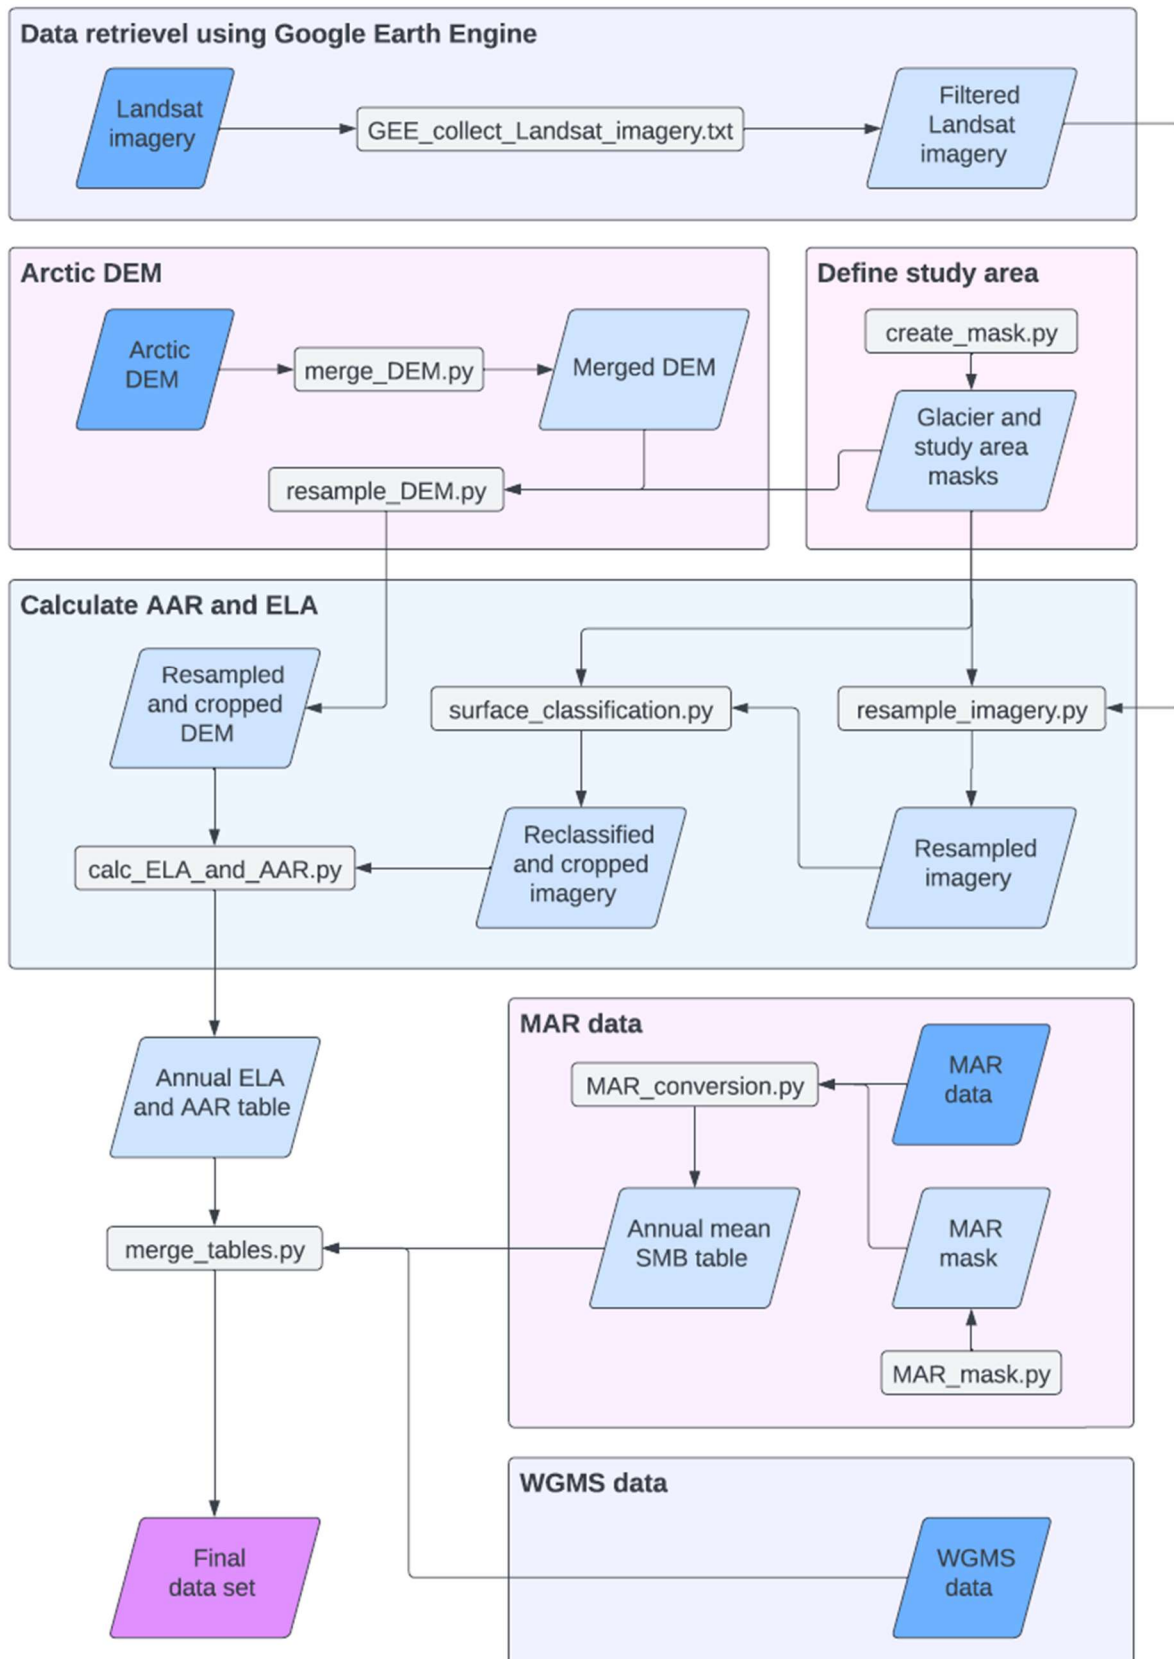 Data retrievel using Google Earth Engine
Landsat
imagery
GEE_collect_Landsat_imagery.txt
Filtered
Landsat
imagery
Arctic DEM
Arctic
DEM
merge_DEM.py
Merged DEM
resample_DEM.py
Define study area
create_mask.py
Glacier and
study area
masks
Calculate AAR and ELA
Resampled
and cropped
DEM
surface_classification.py
resample_imagery.py
calc_ELA_and_AAR.py
Reclassified
and cropped
imagery
Resampled
imagery
Annual ELA
and AAR table
MAR data
MAR_conversion.py
MAR
data
Annual mean
SMB table
MAR
mask
MAR_mask.py
merge_tables.py
WGMS data
WGMS
data
Final
data set